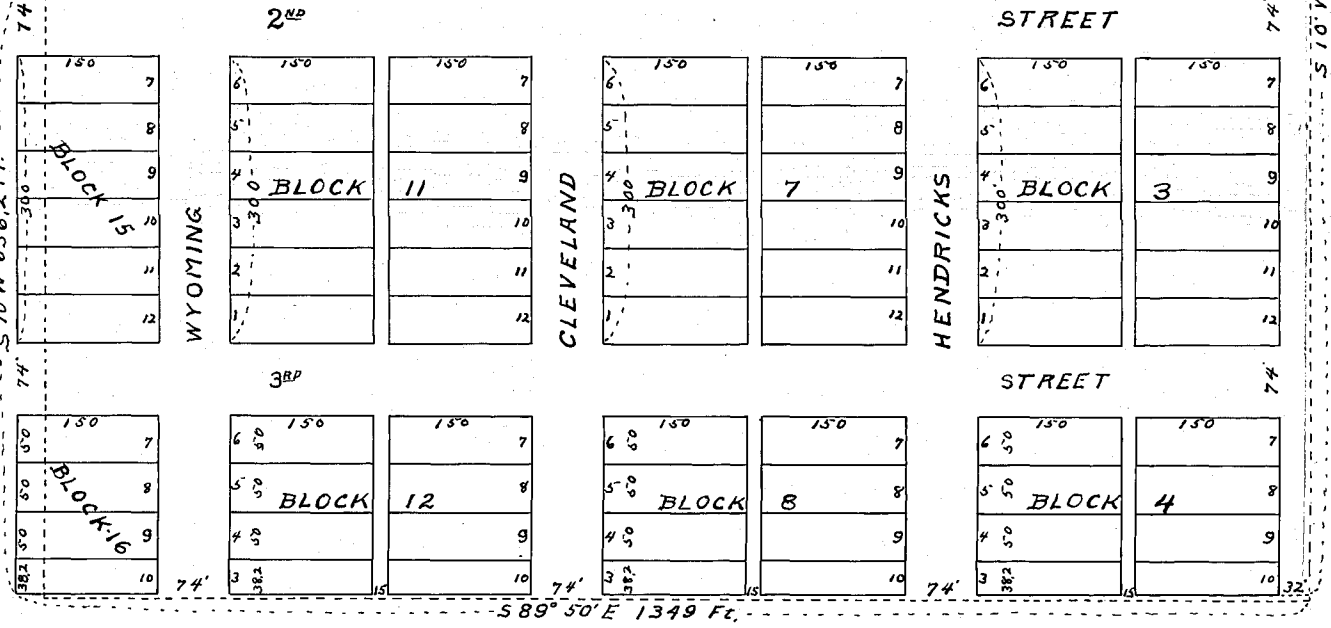 74'
2ND
STREET
74'
150 150 150 150 150 150 150
7 6 7 6 7 6 7
8 5 8 5 8 5 8
BLOCK 15
9 4 BLOCK 11 9 4 BLOCK 7 9 4 BLOCK 3 9
300 300 300 300'
10 3 10 3 10 3 10
11 2 11 2 11 2 11
12 1 12 1 12 1 12
WYOMING
CLEVELAND
HENDRICKS
74'
3RD
STREET
74'
150 150 150 150 150 150 150
50 7 6 50 7 6 50 7 6 50 7
50 8 5 50 8 5 50 8 5 50 8
BLOCK 16
BLOCK 12
BLOCK 8
BLOCK 4
50 9 4 50 9 4 50 9 4 50 9
38.2 10 74' 3 38.2 15 10 74' 3 38.2 15 10 74' 3 38.2 15 10 32'
S 89° 50' E 1349 Ft.